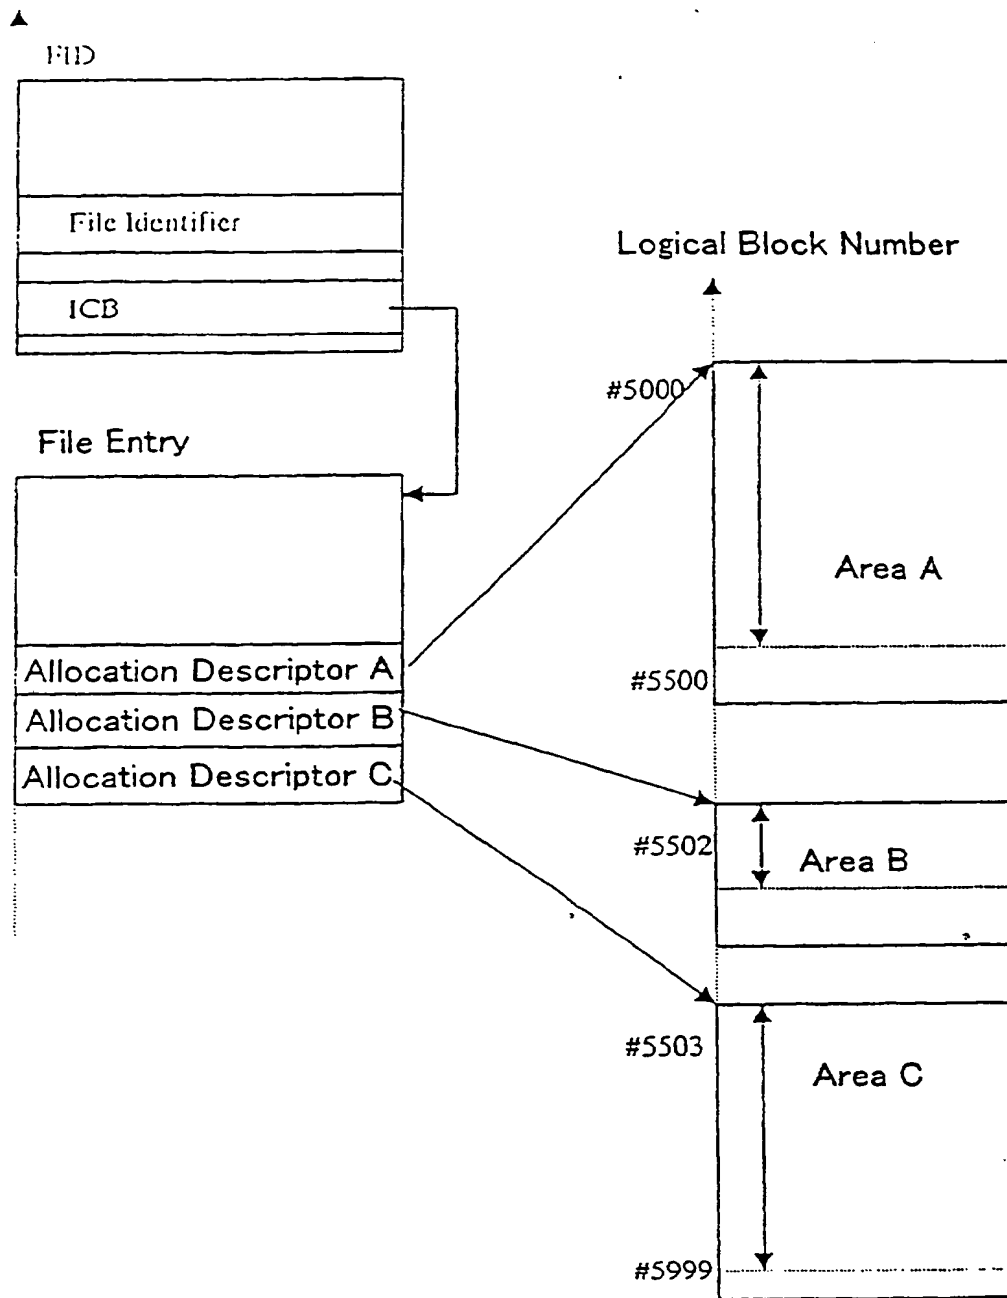 FID
File Identifier
ICB
File Entry
Allocation Descriptor A
Allocation Descriptor B
Allocation Descriptor C
Logical Block Number
#5000
Area A
#5500
#5502
Area B
#5503
Area C
#5999